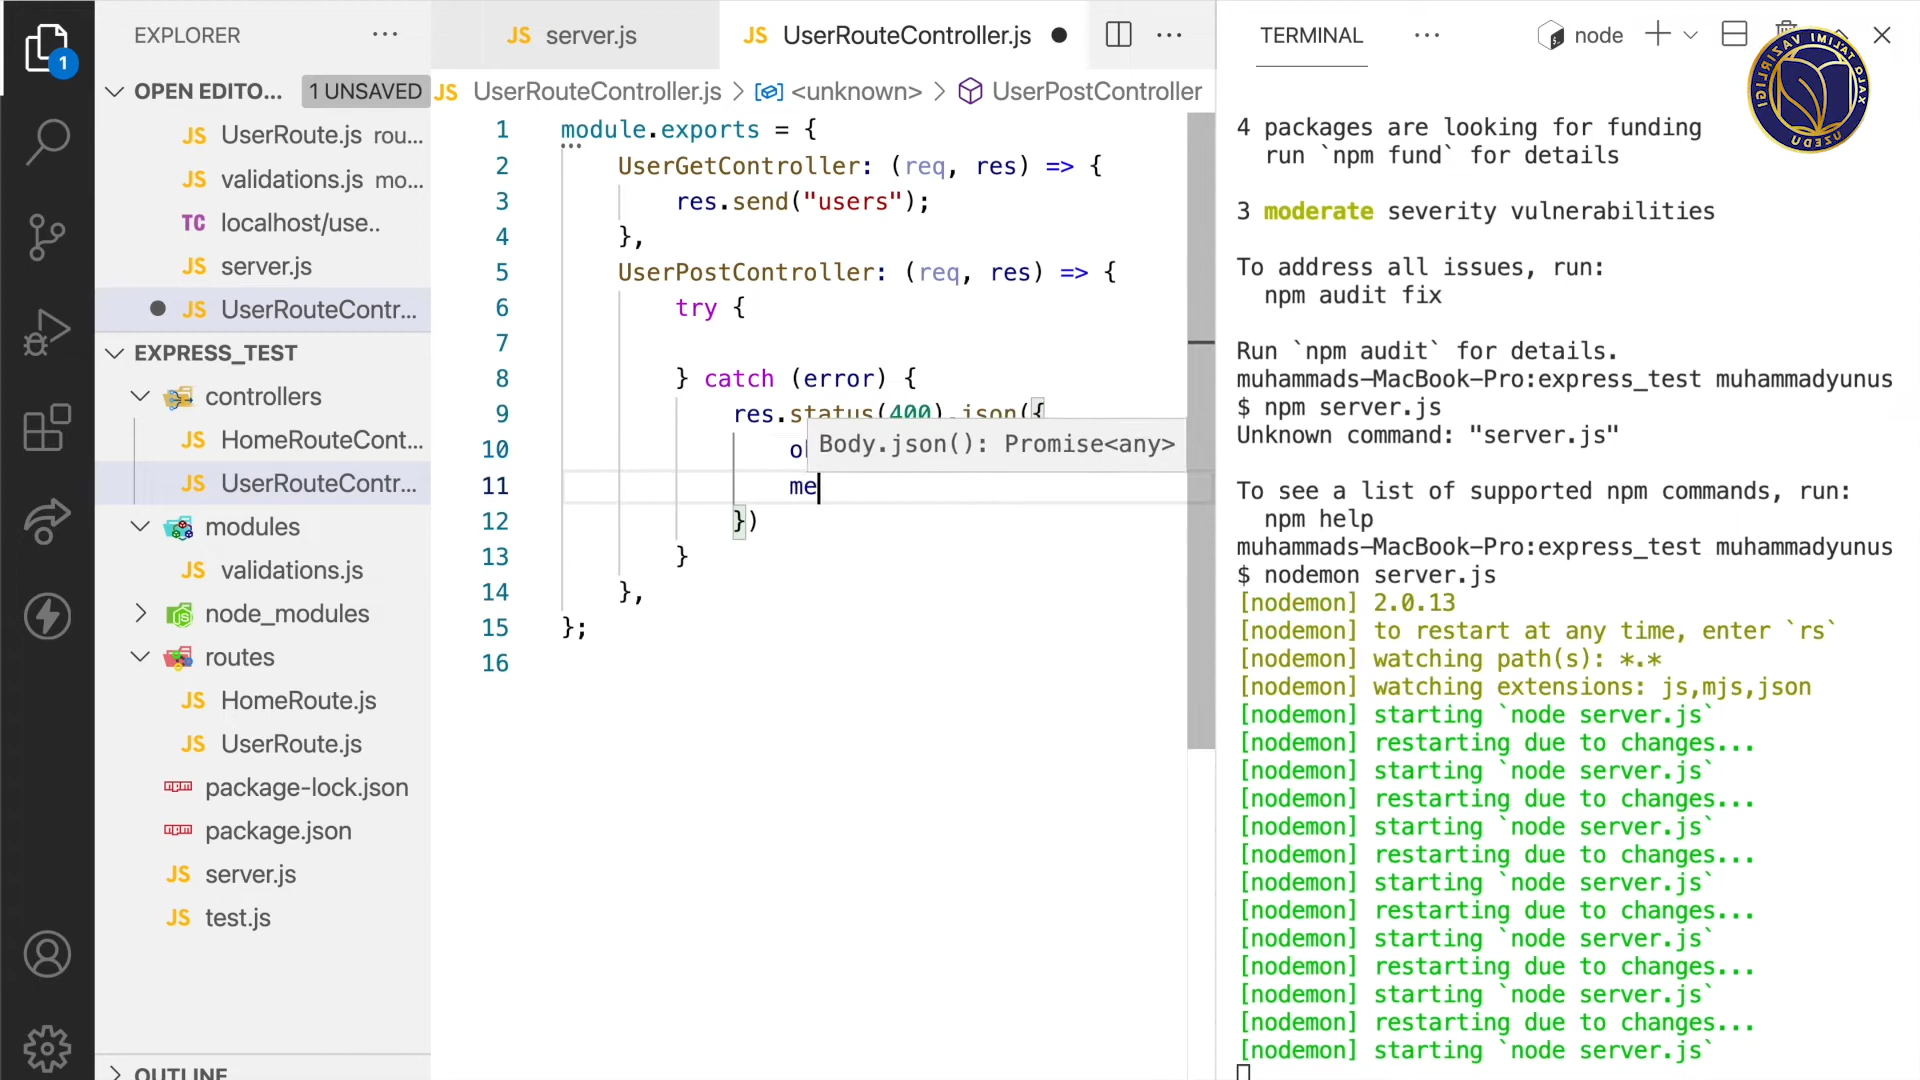 EXPLORER
OPEN EDITO... 1 UNSAVED
UserRoute.js rou...
validations.js mo...
TC localhost/use..
JS server.js
JS UserRouteContr...
EXPRESS_TEST
controllers
JS HomeRouteCont...
JS UserRouteContr...
modules
JS validations.js
node_modules
routes
JS HomeRoute.js
JS UserRoute.js
package-lock.json
package.json
JS server.js
JS test.js
OUTLINE
1
JS server.js
JS UserRouteController.js
JS UserRouteController.js > <unknown> > UserPostController
1 module.exports = {
2 UserGetController: (req, res) => {
3 res.send("users");
4 },
5 UserPostController: (req, res) => {
6 try {
7
8 } catch (error) {
9 res.status(400).json({
10 o
Body.json(): Promise<any>
11 me
12 })
13 }
14 },
15 };
16
TERMINAL
node
XALQ TA'LIMI VAZIRLIGI
UZEDU
4 packages are looking for funding
run `npm fund` for details
3 moderate severity vulnerabilities
To address all issues, run:
npm audit fix
Run `npm audit` for details.
muhammads-MacBook-Pro:express_test muhammadyunus
$ npm server.js
Unknown command: "server.js"
To see a list of supported npm commands, run:
npm help
muhammads-MacBook-Pro:express_test muhammadyunus
$ nodemon server.js
[nodemon] 2.0.13
[nodemon] to restart at any time, enter `rs`
[nodemon] watching path(s): *.*
[nodemon] watching extensions: js,mjs,json
[nodemon] starting `node server.js`
[nodemon] restarting due to changes...
[nodemon] starting `node server.js`
[nodemon] restarting due to changes...
[nodemon] starting `node server.js`
[nodemon] restarting due to changes...
[nodemon] starting `node server.js`
[nodemon] restarting due to changes...
[nodemon] starting `node server.js`
[nodemon] restarting due to changes...
[nodemon] starting `node server.js`
[nodemon] restarting due to changes...
[nodemon] starting `node server.js`